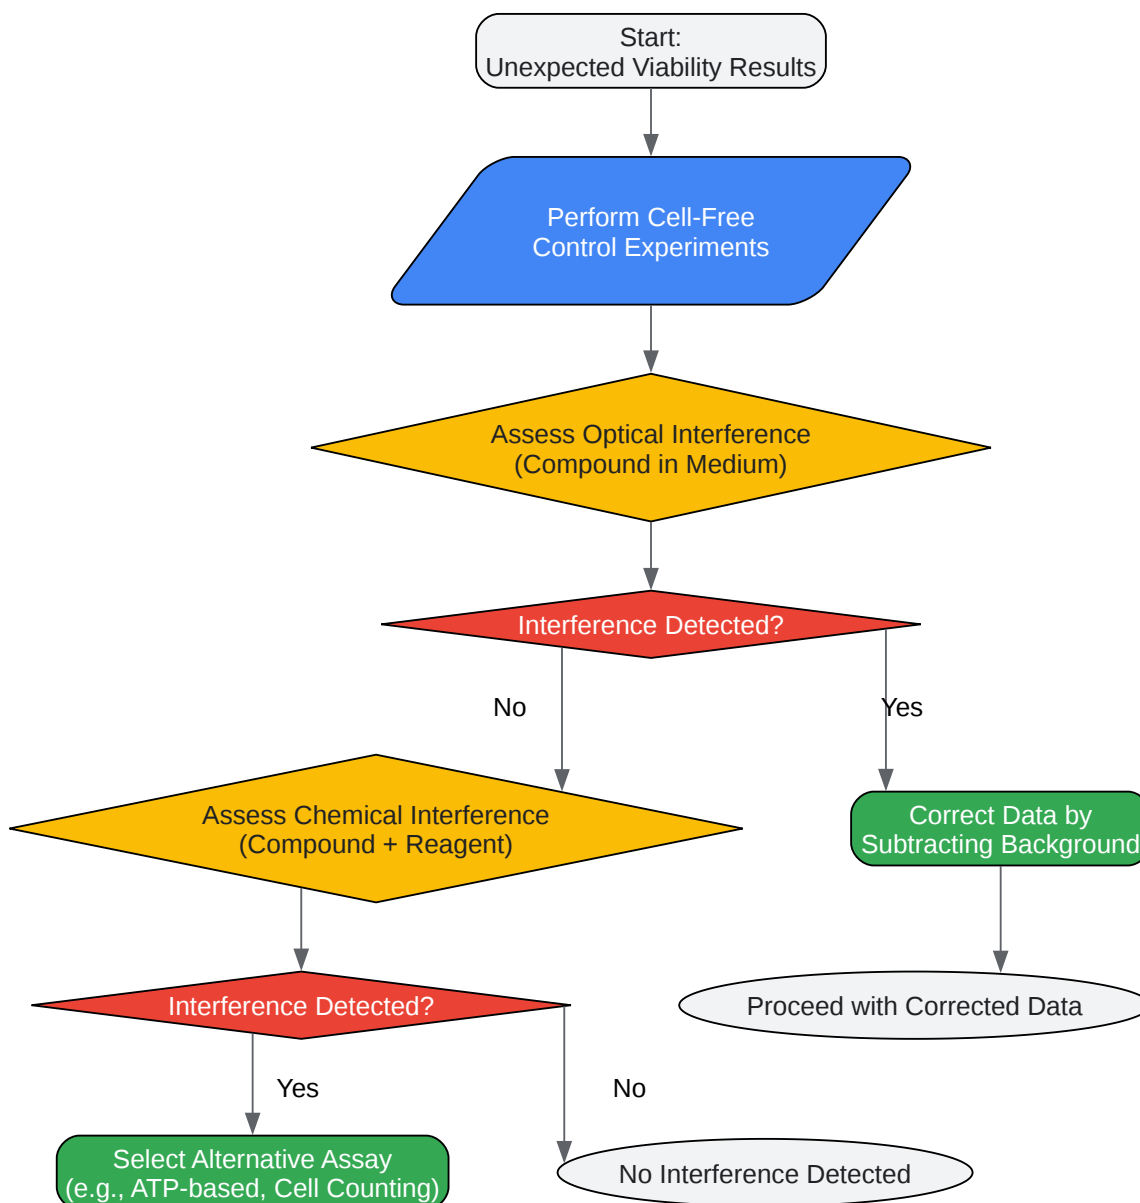 Start:
Unexpected Viability Results
Perform Cell-Free
Control Experiments
Assess Optical Interference
(Compound in Medium)
Interference Detected?
No
Yes
Assess Chemical Interference
(Compound + Reagent)
Correct Data by
Subtracting Background
Interference Detected?
Proceed with Corrected Data
Yes
No
Select Alternative Assay
(e.g., ATP-based, Cell Counting)
No Interference Detected